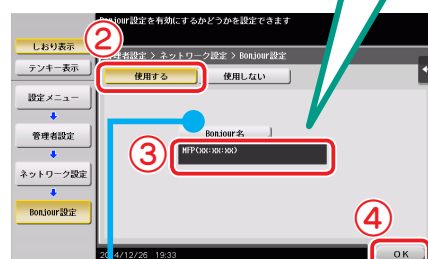 Bonjour設定を有効にするかどうかを設定できます
しおり表示
②
者設定 > ネットワーク設定 > Bonjour設定
テンキー表示
使用する
使用しない
設定メニュー
管理者設定
Bonjour名
③
MFP(xx:xx:xx)
ネットワーク設定
Bonjour設定
④
2014/12/26 19:33
OK